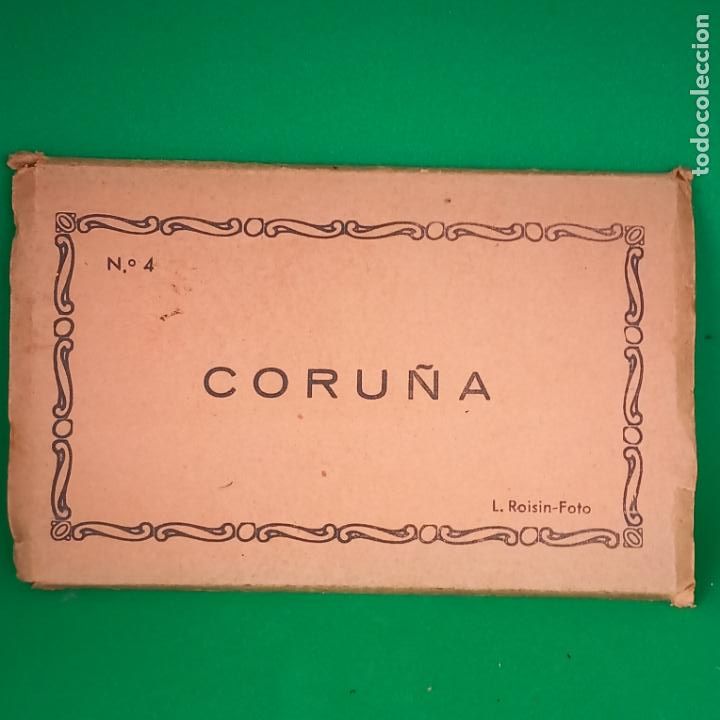 N.º 4
CORUÑA
L. Roisin-Foto
todocoleccion